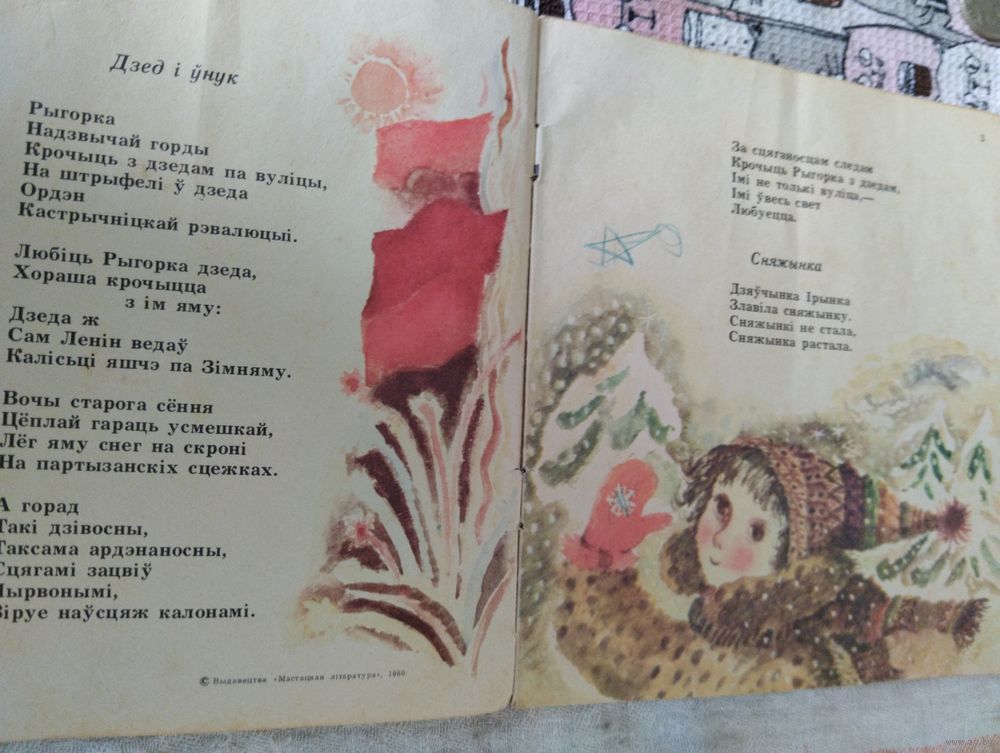 Дзед і ўнук
Рыгорка
Надзвычай горды
Крочыць з дзедам па вуліцы,
На штрыфелі ў дзеда
Ордэн
Кастрычніцкай рэвалюцыі.
Любіць Рыгорка дзеда,
Хораша крочыцца
з ім яму:
Дзеда ж
Сам Ленін ведаў
Калісьці яшчэ па Зімняму.
Вочы старога сёння
Цёплай гараць усмешкай,
Лёг яму снег на скроні
На партызанскіх сцежках.
А горад
Такі дзівосны,
Таксама ардэнаносны,
Сцягамі зацвіў
Чырвонымі,
Віруе наўсцяж калонамі.
© Выдавецтва «Мастацкая літаратура», 1980.
3
За сцяганосцам следам
Крочыць Рыгорка з дзедам,
Імі не толькі вуліца,—
Імі ўвесь свет
Любуецца.
Сняжынка
Дзяўчынка Ірынка
Злавіла сняжынку.
Сняжынкі не стала,
Сняжынка растала.